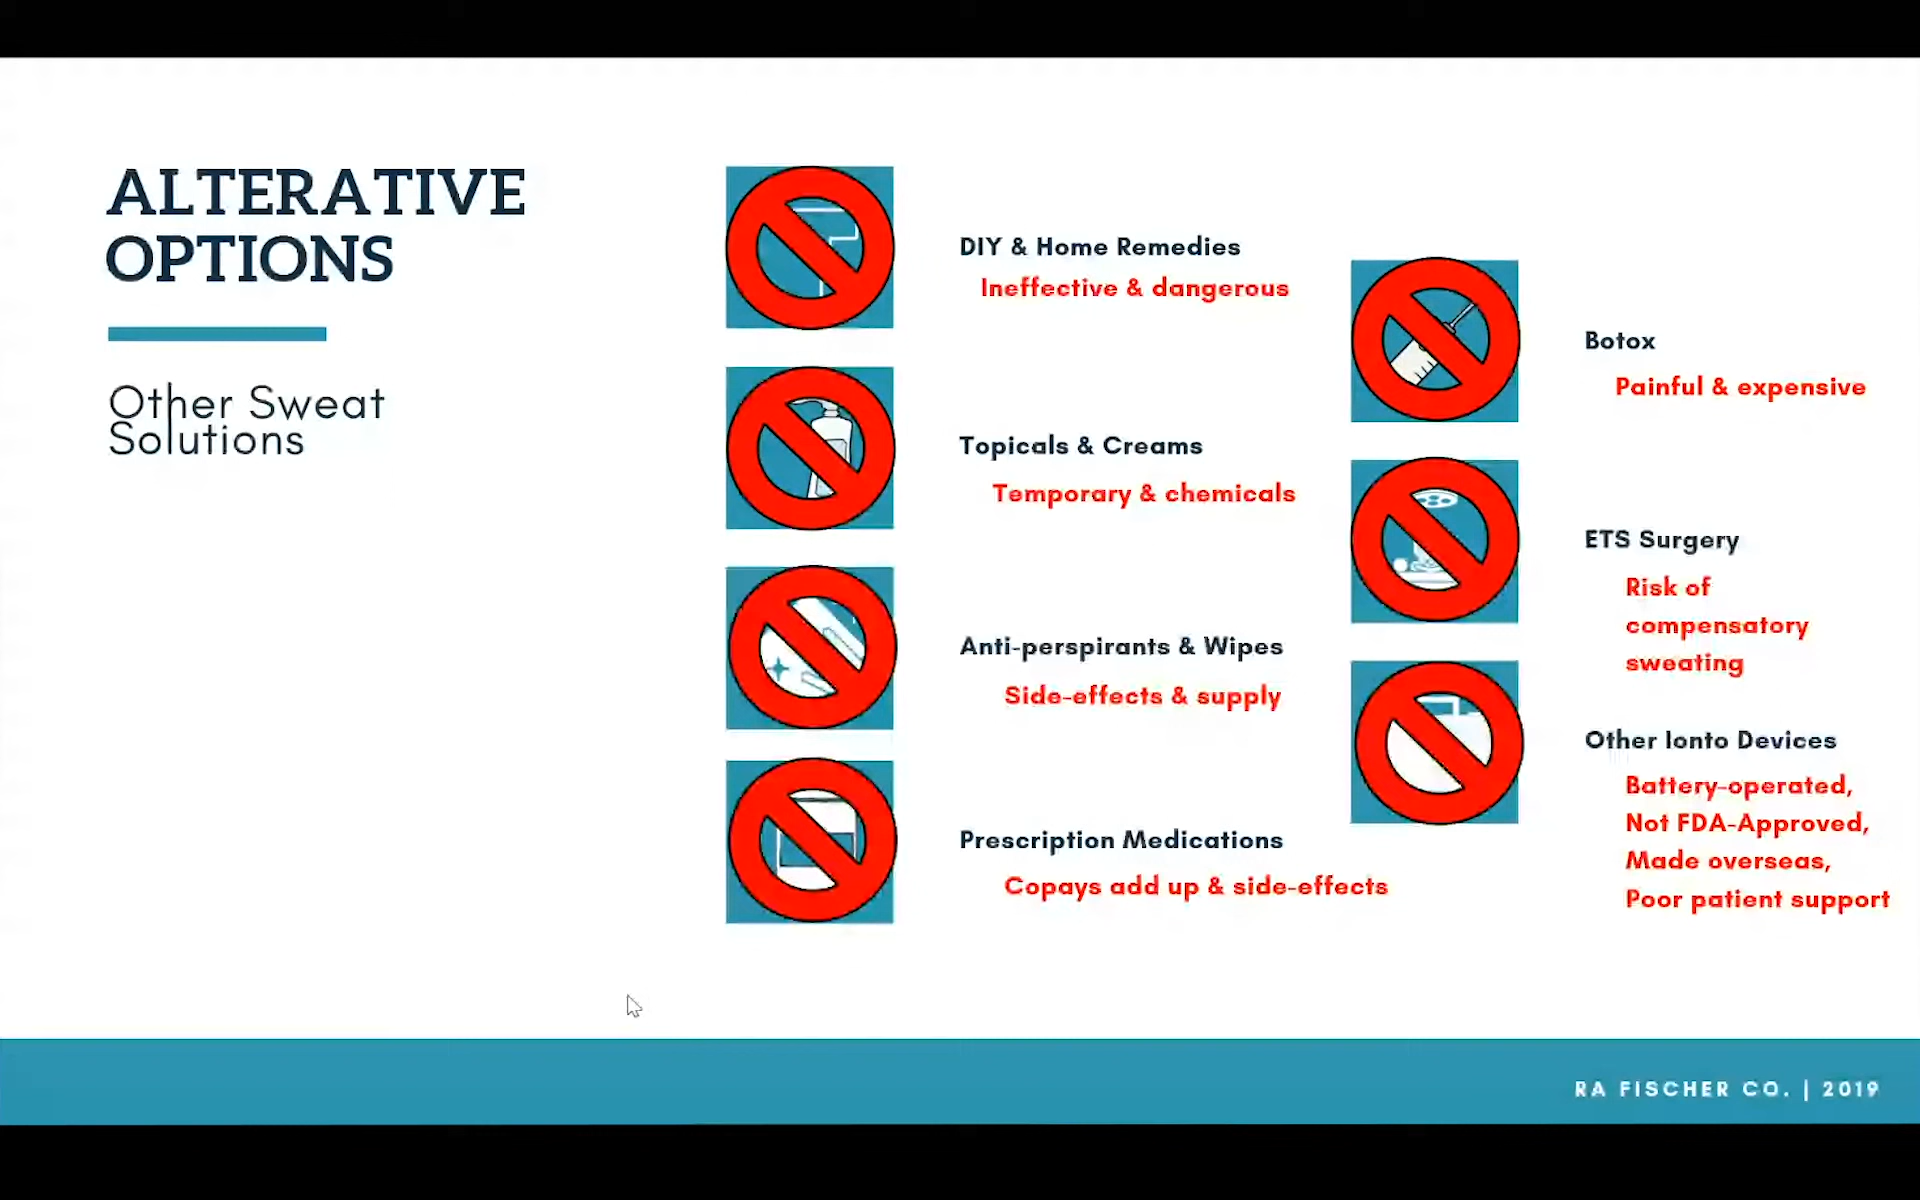 ALTERATIVE
OPTIONS
Other Sweat
Solutions
DIY & Home Remedies
Ineffective & dangerous
Topicals & Creams
Temporary & chemicals
Anti-perspirants & Wipes
Side-effects & supply
Prescription Medications
Copays add up & side-effects
Botox
Painful & expensive
ETS Surgery
Risk of
compensatory
sweating
Other Ionto Devices
Battery-operated,
Not FDA-Approved,
Made overseas,
Poor patient support
RA FISCHER CO. | 2019